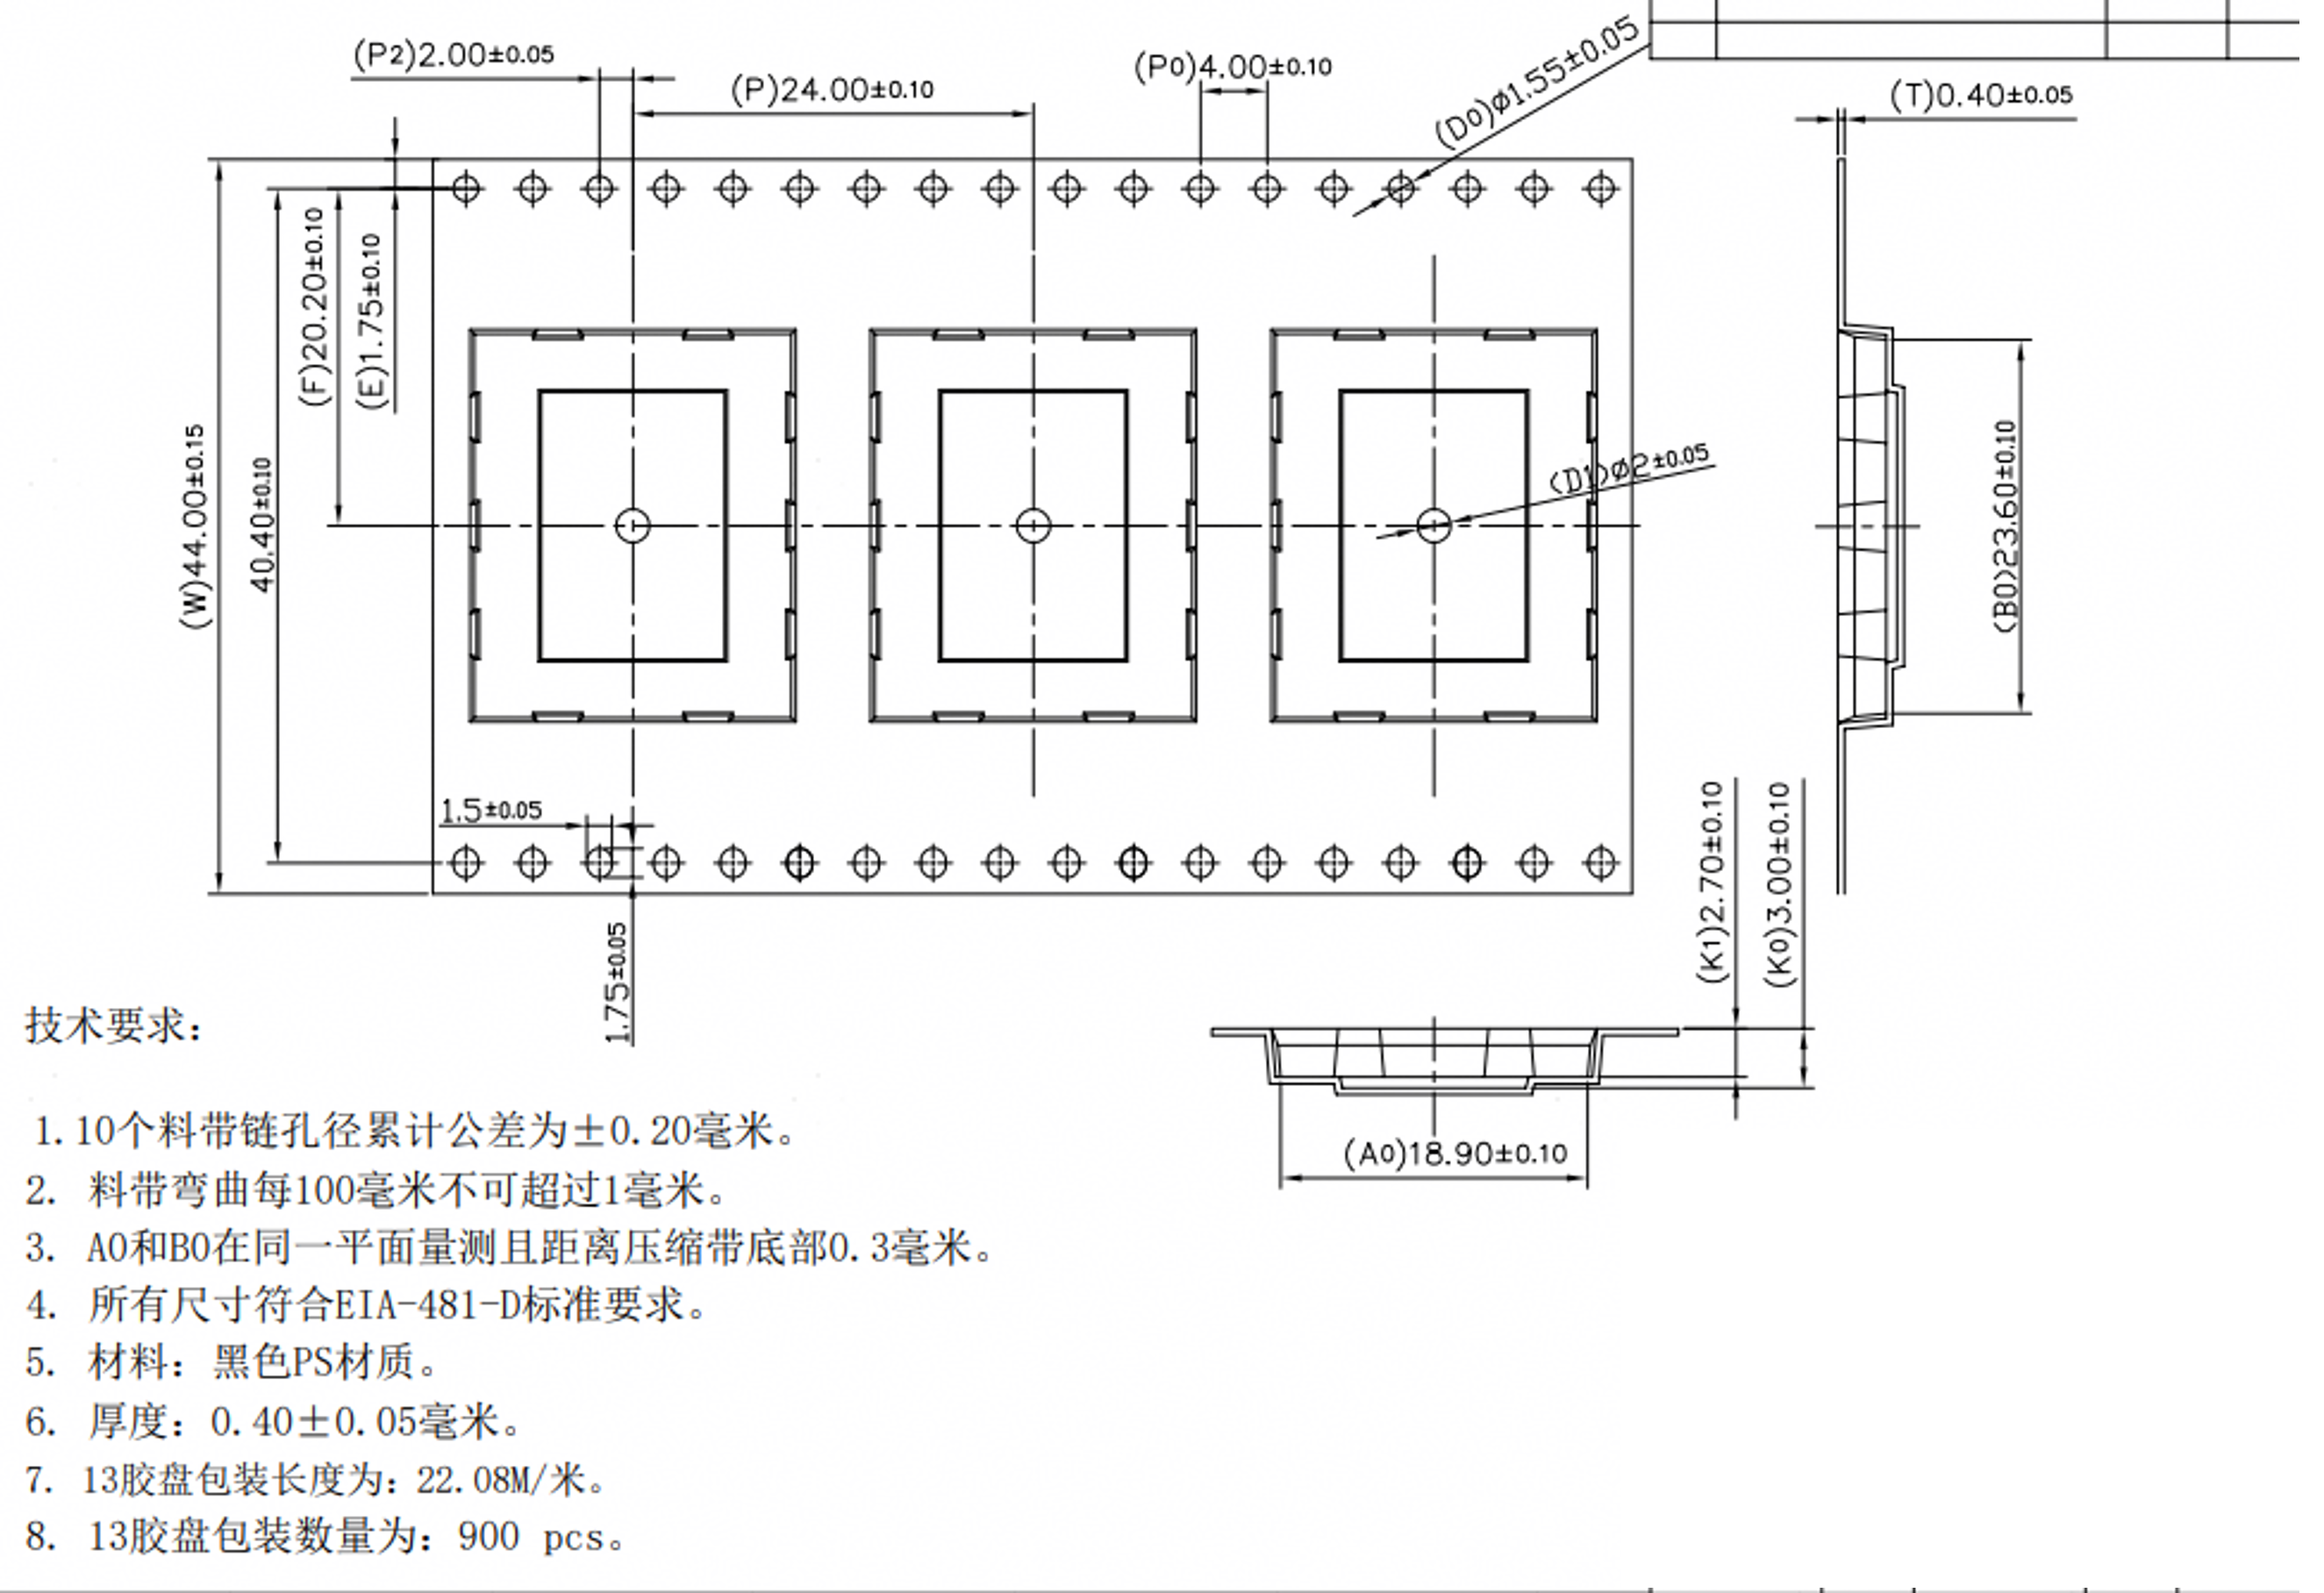 (P2)2.00±0.05
(P)24.00±0.10
(P0)4.00±0.10
(D0)ø1.55±0.05
(T)0.40±0.05
(W)44.00±0.15
40.40±0.10
(F)20.20±0.10
(E)1.75±0.10
(D1)ø2±0.05
(B0)23.60±0.10
1.5±0.05
1.75±0.05
(K1)2.70±0.10
(K0)3.00±0.10
(A0)18.90±0.10
技术要求：
1.10个料带链孔径累计公差为±0.20毫米。
2. 料带弯曲每100毫米不可超过1毫米。
3. A0和B0在同一平面量测且距离压缩带底部0.3毫米。
4. 所有尺寸符合EIA-481-D标准要求。
5. 材料：黑色PS材质。
6. 厚度：0.40±0.05毫米。
7. 13胶盘包装长度为：22.08M/米。
8. 13胶盘包装数量为：900 pcs。